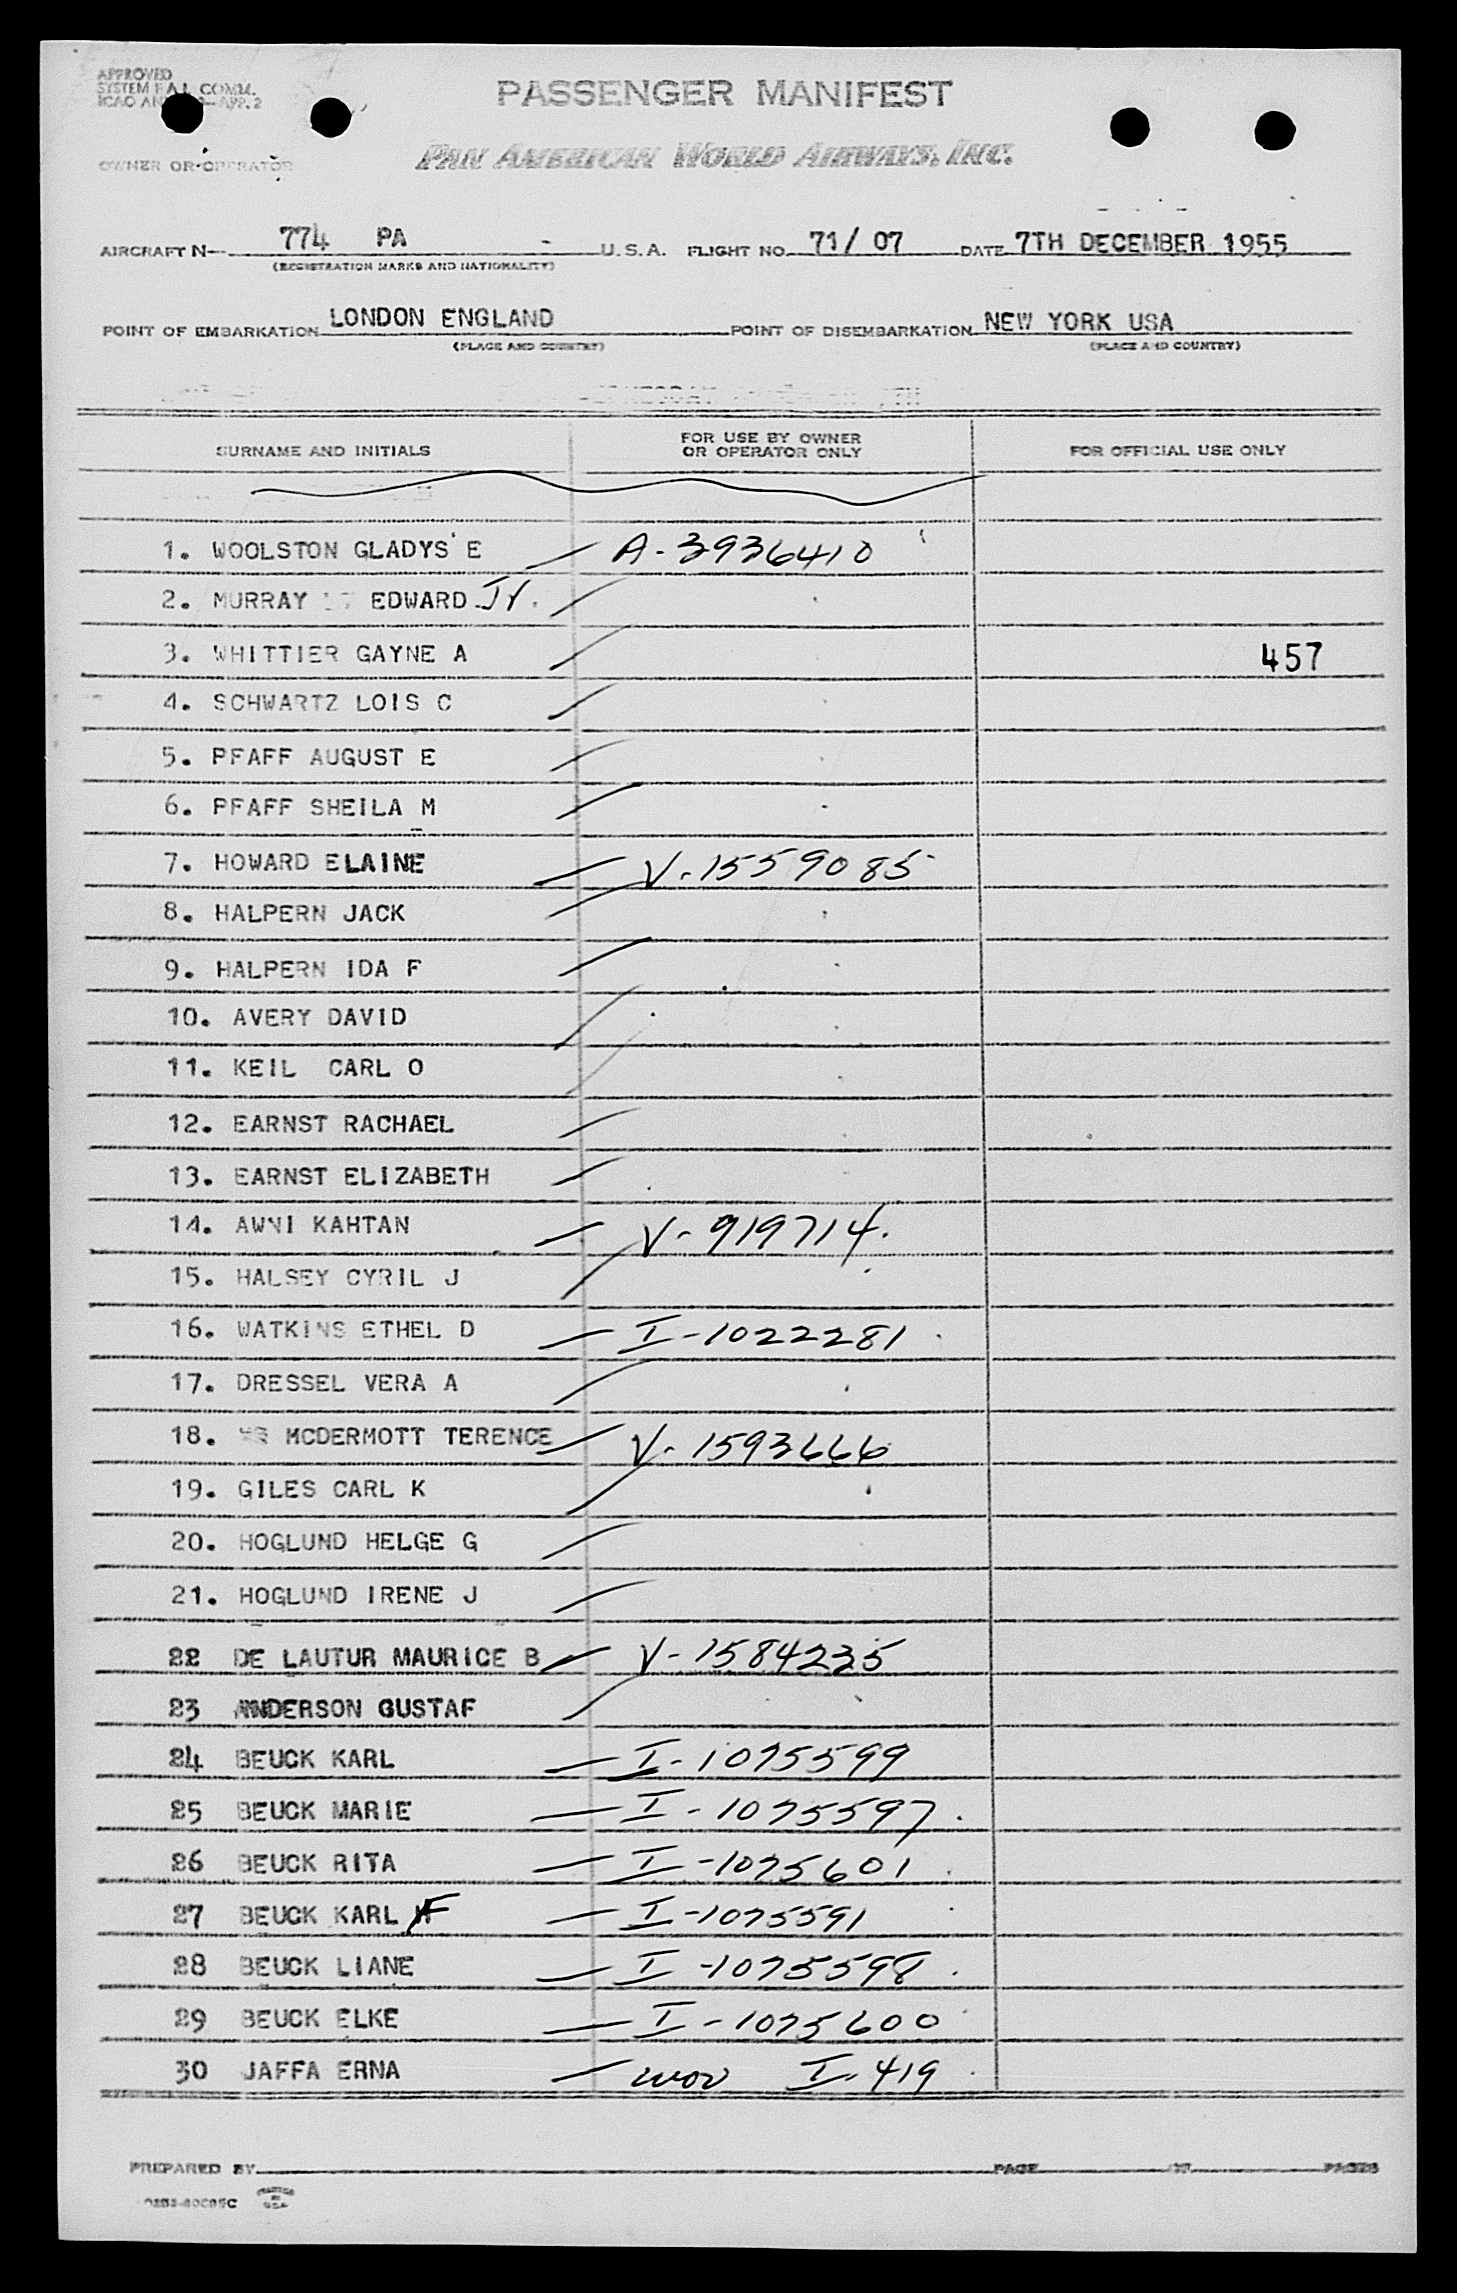 APPROVED
SYSTEM F.A.L. COMM.
ICAO APP. 2
PASSENGER MANIFEST
OWNER OR OPERATOR
PAN AMERICAN WORLD AIRWAYS, INC.
AIRCRAFT N— 774 PA U.S.A. FLIGHT NO. 71/ 07 DATE 7TH DECEMBER 1955
(REGISTRATION MARKS AND NATIONALITY)
POINT OF EMBARKATION LONDON ENGLAND POINT OF DISEMBARKATION NEW YORK USA
(PLACE AND COUNTRY) (PLACE AND COUNTRY)
SURNAME AND INITIALS FOR USE BY OWNER OR OPERATOR ONLY FOR OFFICIAL USE ONLY
1. WOOLSTON GLADYS E A-3936410
2. MURRAY EDWARD Jr.
3. WHITTIER GAYNE A 457
4. SCHWARTZ LOIS C
5. PFAFF AUGUST E
6. PFAFF SHEILA M
7. HOWARD ELAINE V-1559085
8. HALPERN JACK
9. HALPERN IDA F
10. AVERY DAVID
11. KEIL CARL O
12. EARNST RACHAEL
13. EARNST ELIZABETH
14. AWNI KAHTAN V-919714.
15. HALSEY CYRIL J
16. WATKINS ETHEL D I-1022281
17. DRESSEL VERA A
18. MCDERMOTT TERENCE V-1593666
19. GILES CARL K
20. HOGLUND HELGE G
21. HOGLUND IRENE J
22 DE LAUTUR MAURICE B V-1584235
23 ANDERSON GUSTAF
24 BEUCK KARL I-1075599
25 BEUCK MARIE I-1075597
26 BEUCK RITA I-1075601
27 BEUCK KARL F I-1075591
28 BEUCK LIANE I-1075598
29 BEUCK ELKE I-1075600
30 JAFFA ERNA wov I-419
PREPARED BY PAGE OF PAGES